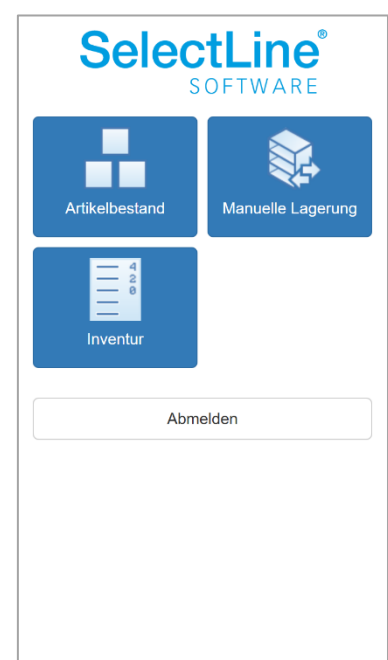 SelectLine®
SOFTWARE
Artikelbestand
Manuelle Lagerung
4
2
0
Inventur
Abmelden